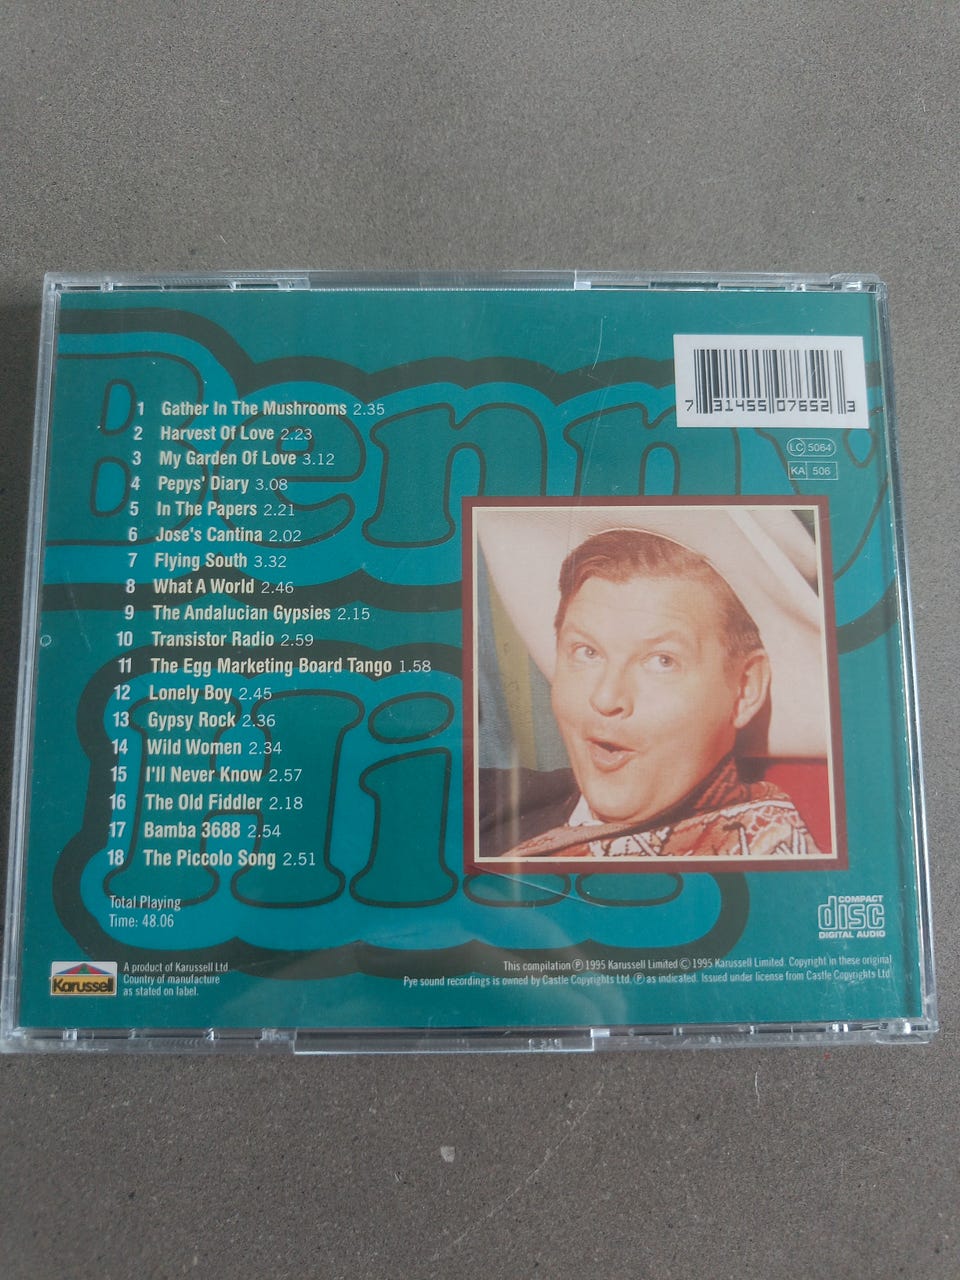 Benny
Hill
7 31455 07652 3
LC 5064
KA 506
1 Gather In The Mushrooms 2.35
2 Harvest Of Love 2.23
3 My Garden Of Love 3.12
4 Pepys' Diary 3.08
5 In The Papers 2.21
6 Jose's Cantina 2.02
7 Flying South 3.32
8 What A World 2.46
9 The Andalucian Gypsies 2.15
10 Transistor Radio 2.59
11 The Egg Marketing Board Tango 1.58
12 Lonely Boy 2.45
13 Gypsy Rock 2.36
14 Wild Women 2.34
15 I'll Never Know 2.57
16 The Old Fiddler 2.18
17 Bamba 3688 2.54
18 The Piccolo Song 2.51
Total Playing
Time: 48.06
COMPACT
disc
DIGITAL AUDIO
Karussell
A product of Karussell Ltd
Country of manufacture
as stated on label.
This compilation Ⓟ 1995 Karussell Limited © 1995 Karussell Limited. Copyright in these original
Pye sound recordings is owned by Castle Copyrights Ltd. Ⓟ as indicated. Issued under license from Castle Copyrights Ltd.